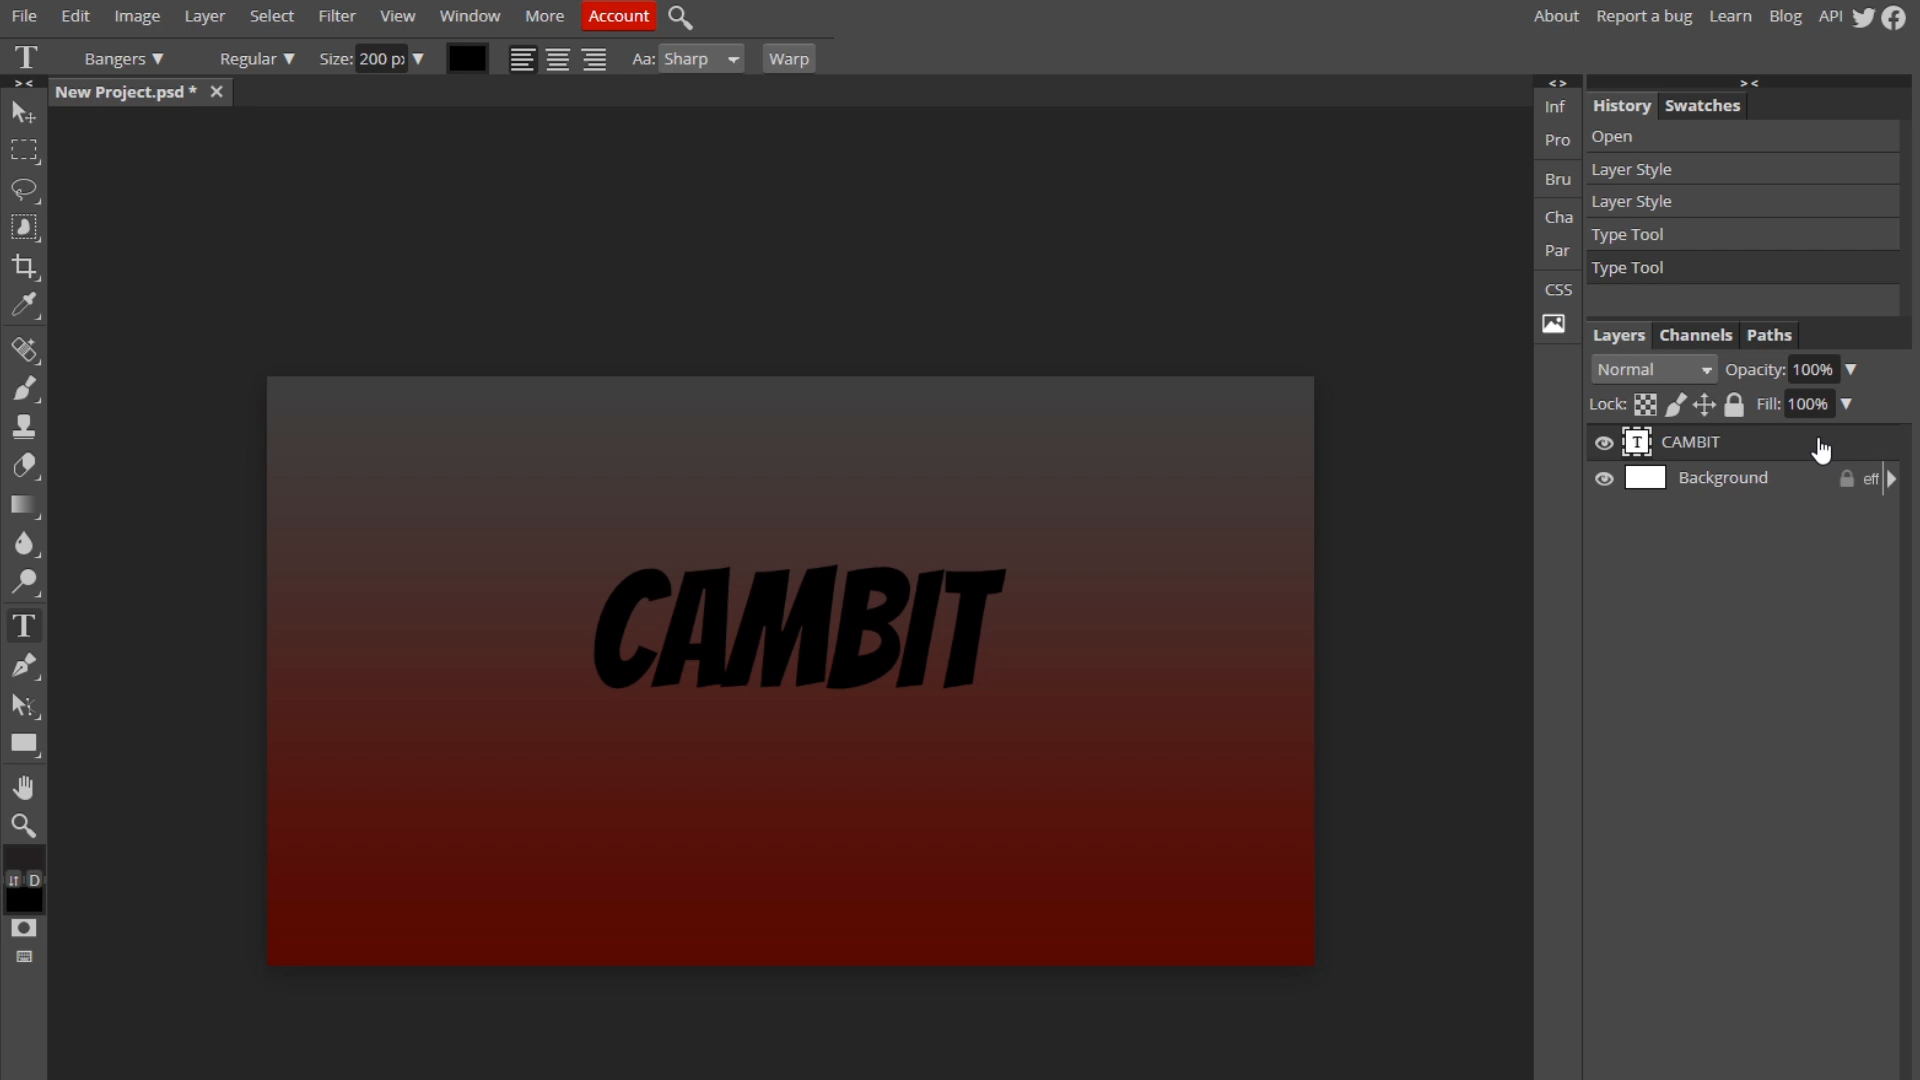 File Edit Image Layer Select Filter View Window More Account About Report a bug Learn Blog API
T Bangers ▼ Regular ▼ Size: 200 p ▼ Aa: Sharp Warp
> < < > > <
New Project.psd * ✕
Inf
Pro
Bru
Cha
Par
CSS
History Swatches
Open
Layer Style
Layer Style
Type Tool
Type Tool
Layers Channels Paths
Normal Opacity: 100% ▼
Lock: Fill: 100% ▼
T CAMBIT
Background eff
CAMBIT
T
D